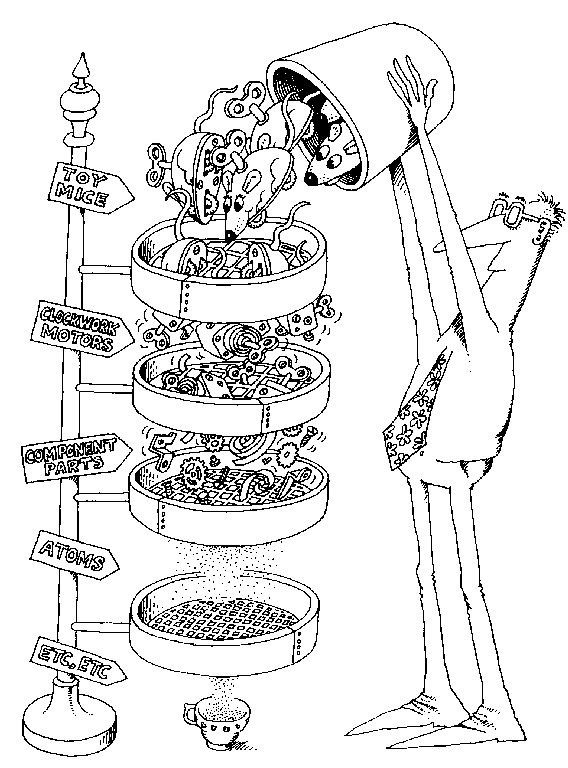 TOY
MICE
CLOCKWORK
MOTORS
COMPONENT
PARTS
ATOMS
ETC, ETC